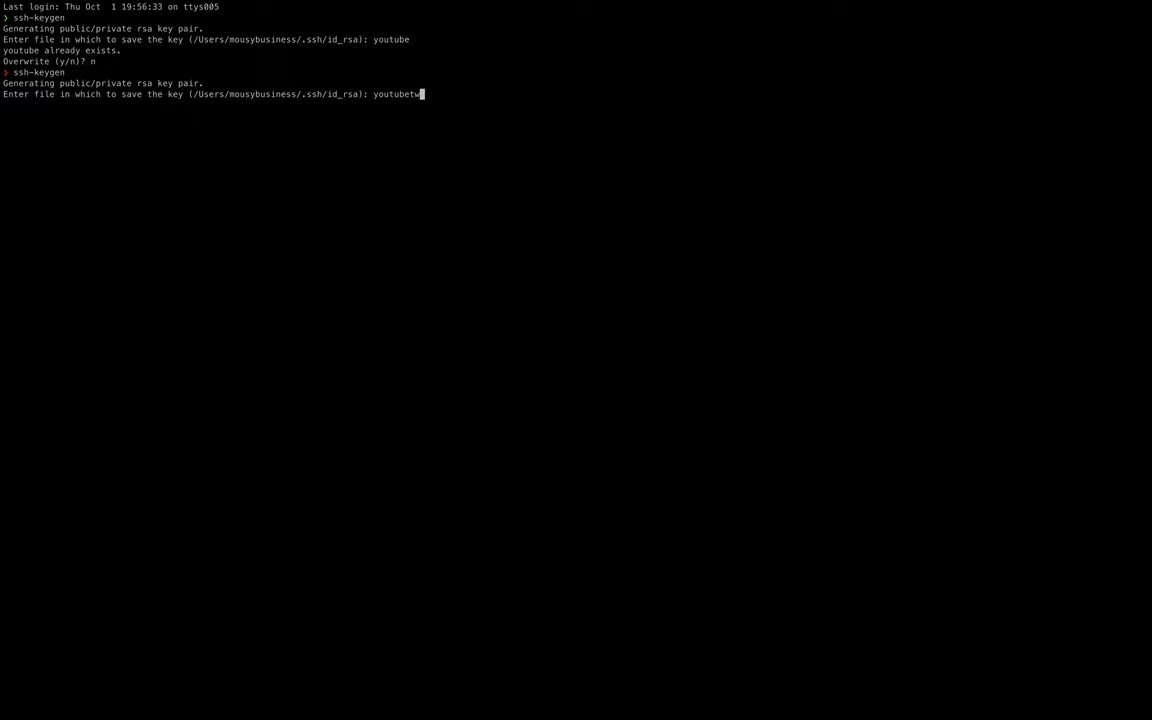 Last login: Thu Oct  1 19:56:33 on ttys005
❯ ssh-keygen
Generating public/private rsa key pair.
Enter file in which to save the key (/Users/mousybusiness/.ssh/id_rsa): youtube
youtube already exists.
Overwrite (y/n)? n
❯ ssh-keygen
Generating public/private rsa key pair.
Enter file in which to save the key (/Users/mousybusiness/.ssh/id_rsa): youtubetw